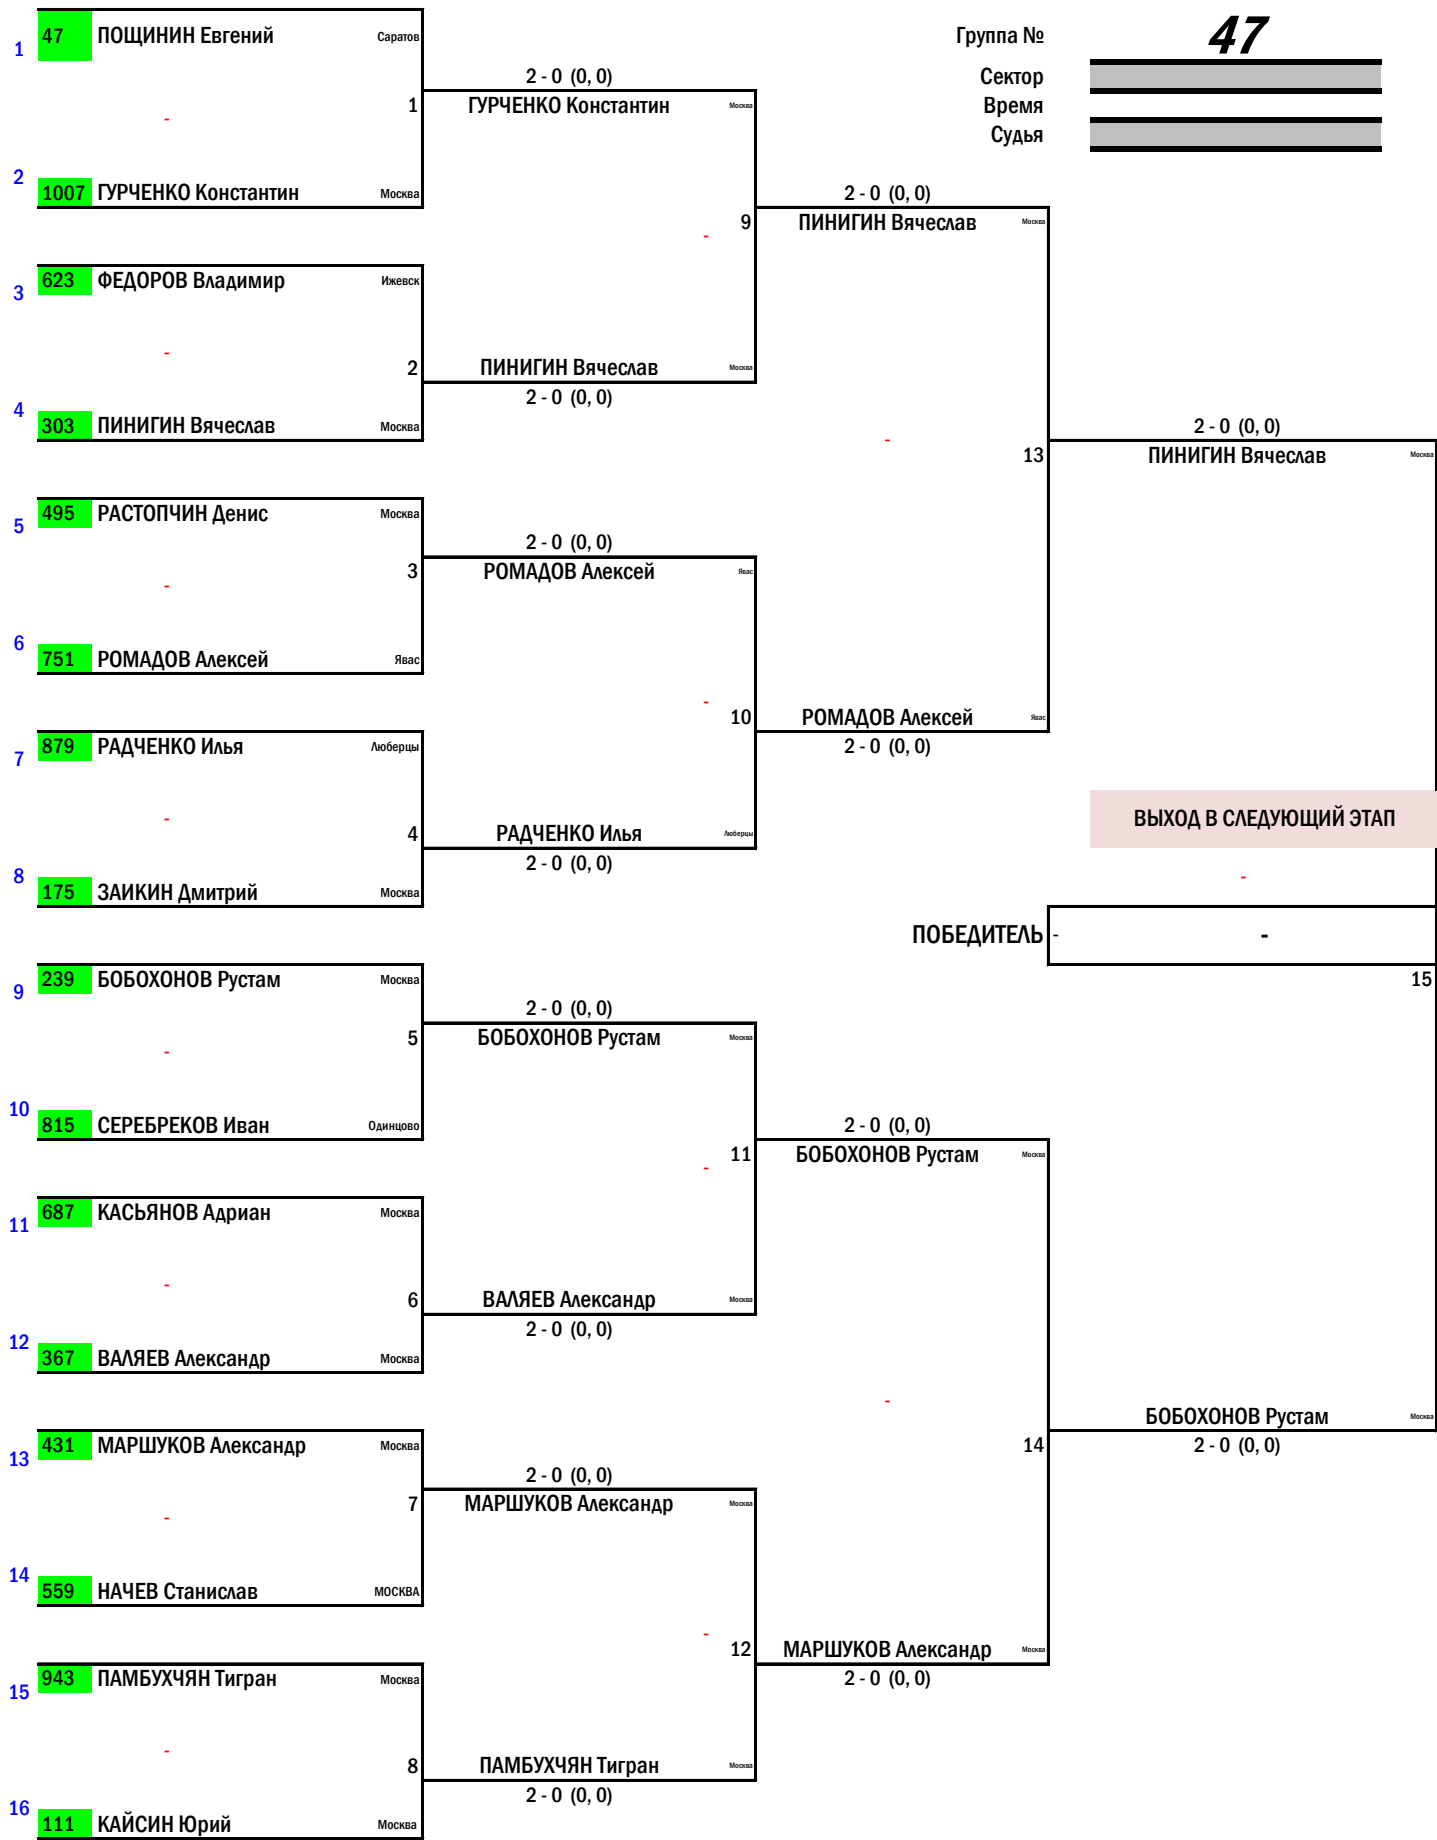 47 ПОЩИНИН Евгений Саратов
Группа № 47
1
2 - 0 (0, 0)
Сектор
1 ГУРЧЕНКО Константин Москва
Время
-
Судья
2
1007 ГУРЧЕНКО Константин Москва
2 - 0 (0, 0)
9 ПИНИГИН Вячеслав Москва
-
623 ФЕДОРОВ Владимир Ижевск
3
-
2 ПИНИГИН Вячеслав Москва
2 - 0 (0, 0)
4
303 ПИНИГИН Вячеслав Москва
2 - 0 (0, 0)
-
13 ПИНИГИН Вячеслав Москва
495 РАСТОПЧИН Денис Москва
5
2 - 0 (0, 0)
3 РОМАДОВ Алексей Явас
-
6
751 РОМАДОВ Алексей Явас
-
10 РОМАДОВ Алексей Явас
879 РАДЧЕНКО Илья Люберцы
2 - 0 (0, 0)
7
-
ВЫХОД В СЛЕДУЮЩИЙ ЭТАП
4 РАДЧЕНКО Илья Люберцы
2 - 0 (0, 0)
8
-
175 ЗАИКИН Дмитрий Москва
ПОБЕДИТЕЛЬ - -
239 БОБОХОНОВ Рустам Москва
15
9
2 - 0 (0, 0)
5 БОБОХОНОВ Рустам Москва
-
10
815 СЕРЕБРЕКОВ Иван Одинцово
2 - 0 (0, 0)
11 БОБОХОНОВ Рустам Москва
-
687 КАСЬЯНОВ Адриан Москва
11
-
6 ВАЛЯЕВ Александр Москва
2 - 0 (0, 0)
12
367 ВАЛЯЕВ Александр Москва
-
БОБОХОНОВ Рустам Москва
431 МАРШУКОВ Александр Москва
14
2 - 0 (0, 0)
13
2 - 0 (0, 0)
7 МАРШУКОВ Александр Москва
-
14
559 НАЧЕВ Станислав МОСКВА
-
12 МАРШУКОВ Александр Москва
943 ПАМБУХЧЯН Тигран Москва
2 - 0 (0, 0)
15
-
8 ПАМБУХЧЯН Тигран Москва
2 - 0 (0, 0)
16
111 КАЙСИН Юрий Москва